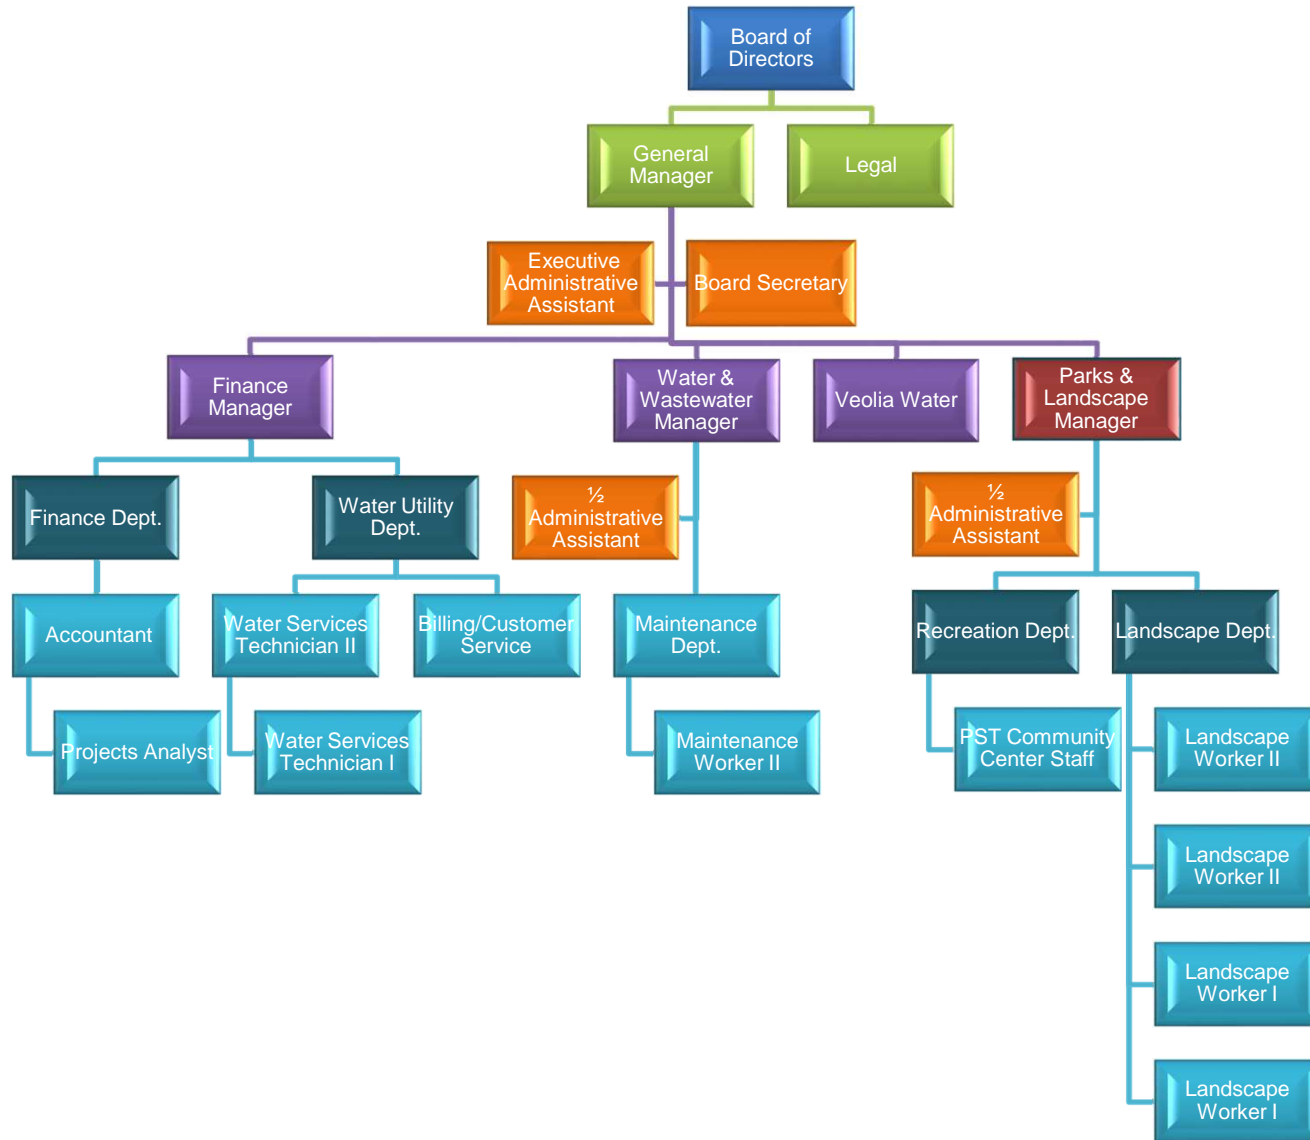 Board of
Directors
General
Manager
Legal
Executive
Administrative
Assistant
Board Secretary
Finance
Manager
Water &
Wastewater
Manager
Veolia Water
Parks &
Landscape
Manager
Finance Dept.
Water Utility
Dept.
½
Administrative
Assistant
½
Administrative
Assistant
Accountant
Water Services
Technician II
Billing/Customer
Service
Maintenance
Dept.
Recreation Dept.
Landscape Dept.
Projects Analyst
Water Services
Technician I
Maintenance
Worker II
PST Community
Center Staff
Landscape
Worker II
Landscape
Worker II
Landscape
Worker I
Landscape
Worker I